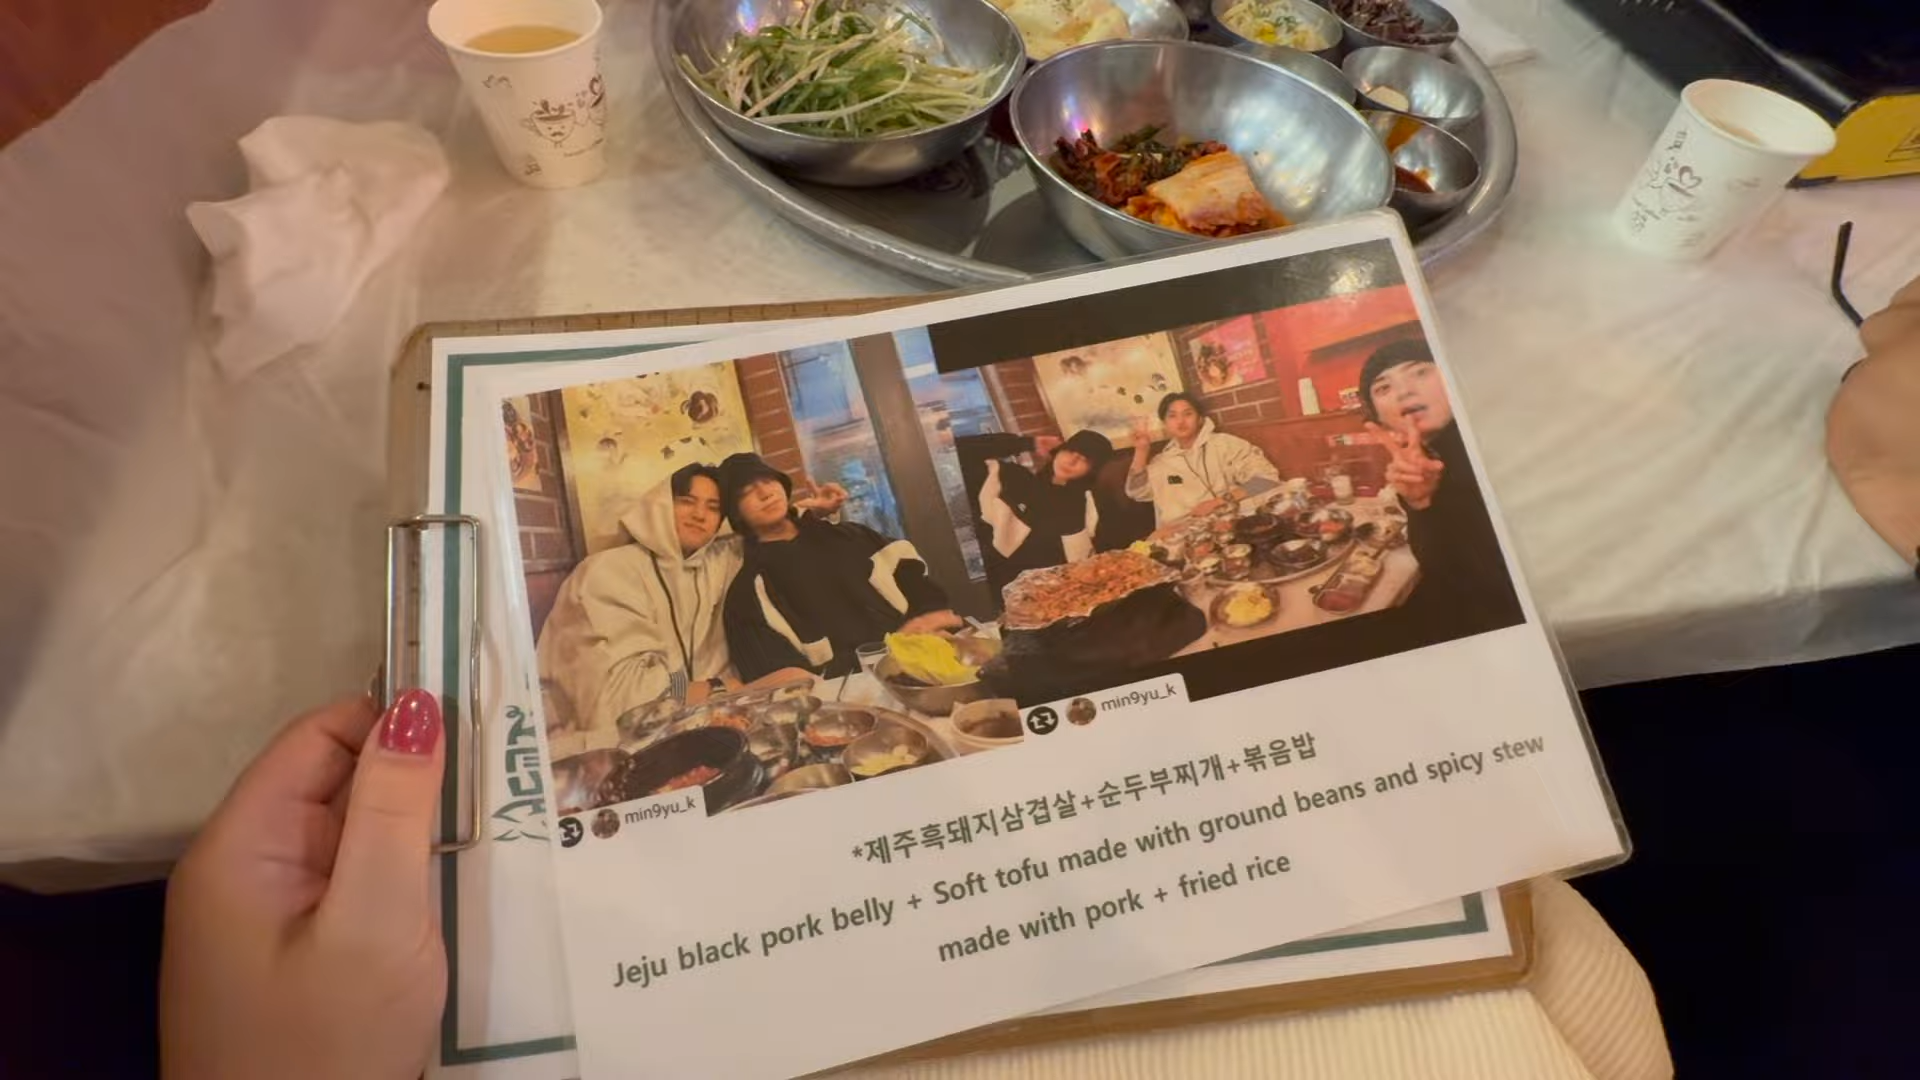 min9yu_k
min9yu_k
*제주흑돼지삼겹살+순두부찌개+볶음밥
Jeju black pork belly + Soft tofu made with ground beans and spicy stew
made with pork + fried rice